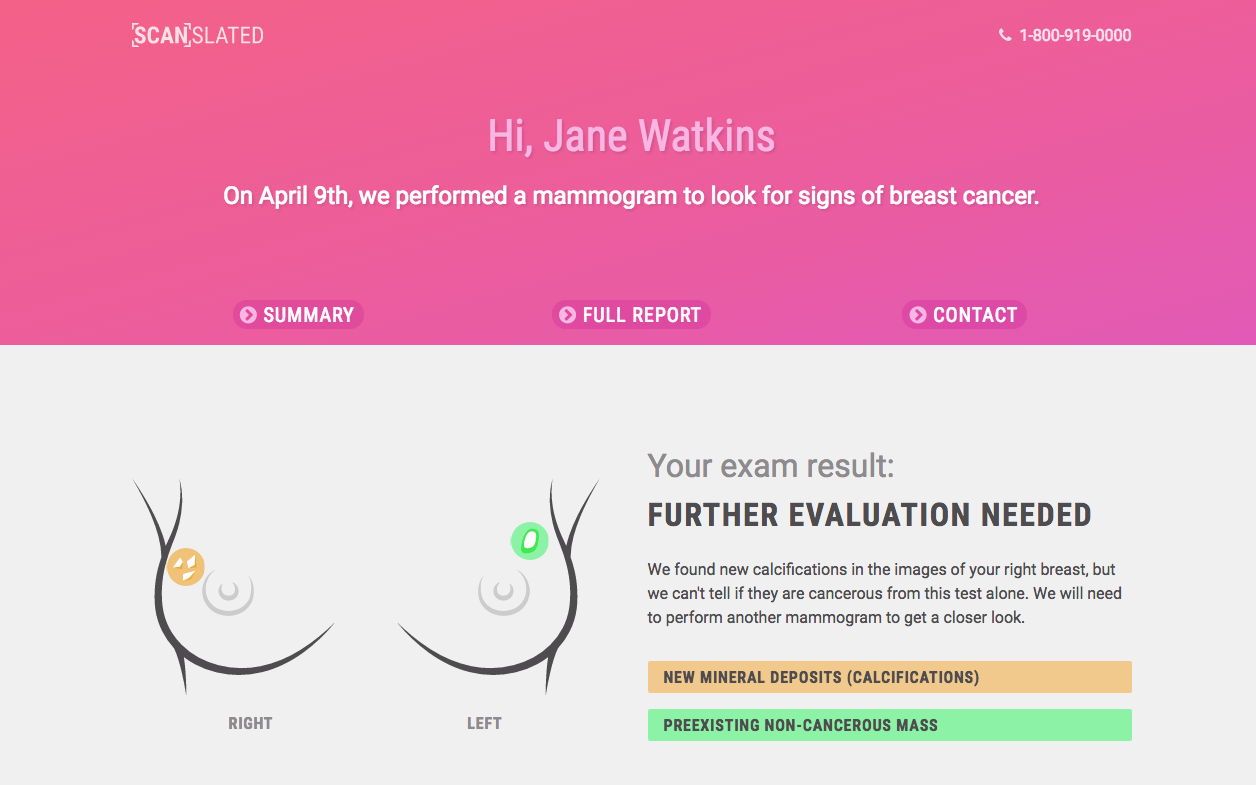 [SCAN]SLATED
1-800-919-0000
Hi, Jane Watkins
On April 9th, we performed a mammogram to look for signs of breast cancer.
SUMMARY
FULL REPORT
CONTACT
Your exam result:
FURTHER EVALUATION NEEDED
We found new calcifications in the images of your right breast, but
we can't tell if they are cancerous from this test alone. We will need
to perform another mammogram to get a closer look.
NEW MINERAL DEPOSITS (CALCIFICATIONS)
PREEXISTING NON-CANCEROUS MASS
RIGHT
LEFT